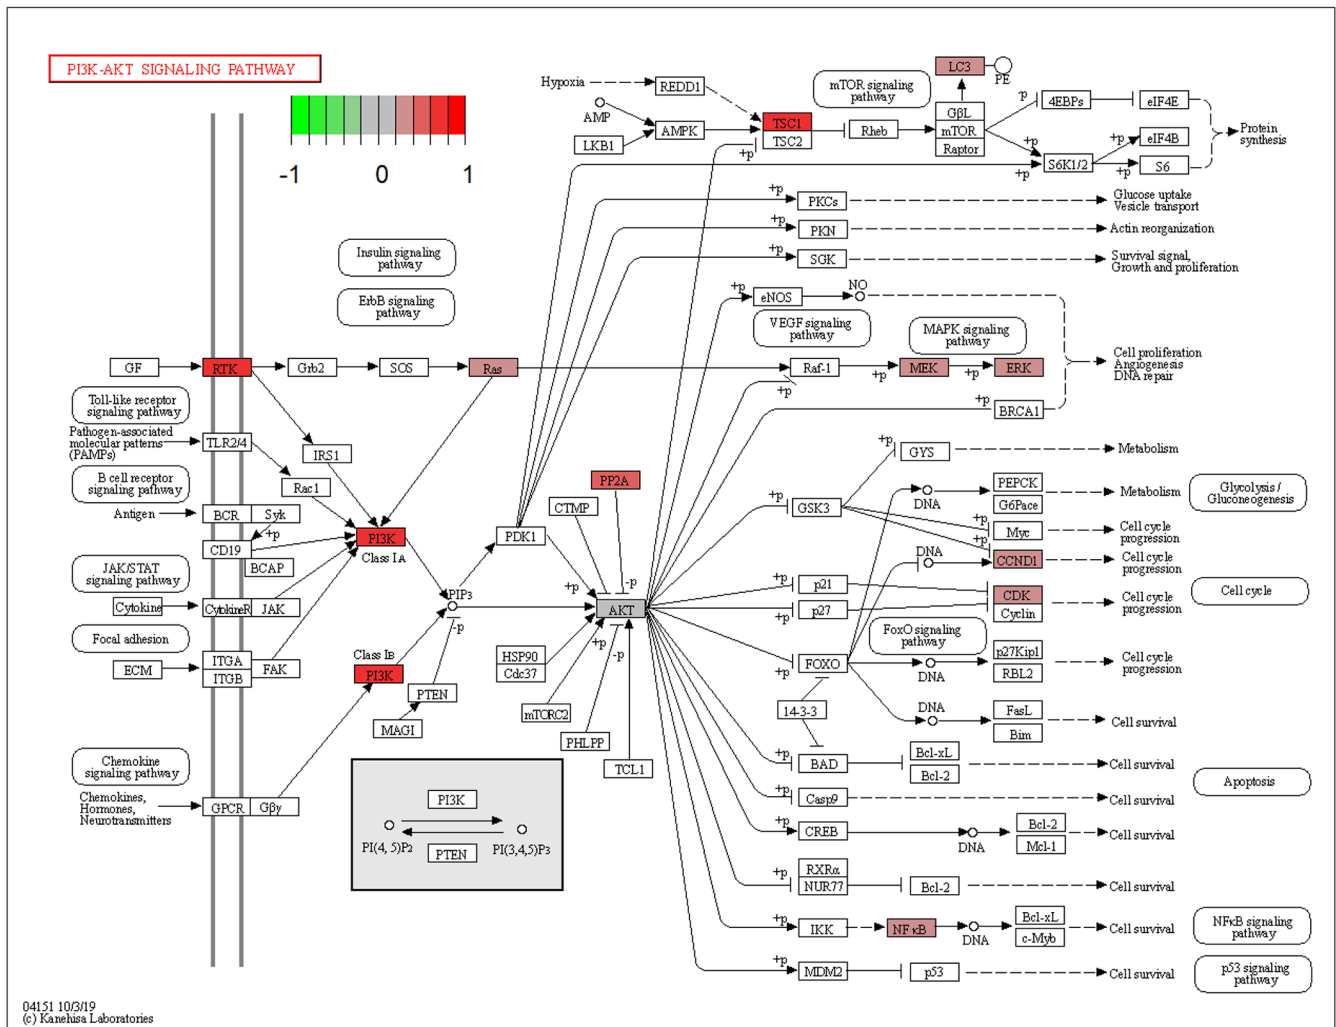 PI3K-AKT SIGNALING PATHWAY
-1 0 1
Hypoxia
REDD1
mTOR signaling
pathway
LC3
PE
AMP
LKB1
AMPK
TSC1
TSC2
+p
Rheb
GβL
mTOR
Raptor
p
4EBPs
eIF4E
+p
eIF4B
S6K1/2
+p
+p
S6
Protein
synthesis
+p
PKCs
Glucose uptake
Vesicle transport
+p
PKN
Actin reorganization
+p
SGK
Survival signal,
Growth and proliferation
Insulin signaling
pathway
ErbB signaling
pathway
+p
eNOS
NO
VEGF signaling
pathway
MAPK signaling
pathway
GF
RTK
Grb2
SOS
Ras
Raf-1
+p
MEK
+p
ERK
+p
Cell proliferation
Angiogenesis
DNA repair
+p
BRCA1
Toll-like receptor
signaling pathway
Pathogen-associated
molecular patterns
(PAMPs)
TLR2/4
IRS1
Rac1
B cell receptor
signaling pathway
Antigen
BCR
Syk
+p
CD19
BCAP
PI3K
Class IA
PP2A
CTMP
PDK1
+p
-p
JAK/STAT
signaling pathway
Cytokine
CytokineR
JAK
PIP3
-p
AKT
Focal adhesion
ECM
ITGA
ITGB
FAK
Class IB
PI3K
PTEN
MAGI
HSP90
Cdc37
+p
-p
mTORC2
PHLPP
TCL1
Chemokine
signaling pathway
Chemokines,
Hormones,
Neurotransmitters
GPCR
Gβγ
PI3K
PI(4, 5)P2
PTEN
PI(3,4,5)P3
+p
GYS
Metabolism
+p
GSK3
DNA
PEPCK
G6Pace
Metabolism
Glycolysis /
Gluconeogenesis
+p
Myc
Cell cycle
progression
+p
DNA
CCND1
Cell cycle
progression
+p
p21
+p
p27
CDK
Cyclin
Cell cycle
progression
Cell cycle
FoxO signaling
pathway
+p
FOXO
DNA
p27Kip1
RBL2
Cell cycle
progression
14-3-3
DNA
FasL
Bim
Cell survival
+p
BAD
Bcl-xL
Bcl-2
Cell survival
Apoptosis
+p
Casp9
Cell survival
+p
CREB
DNA
Bcl-2
Mcl-1
Cell survival
+p
RXRα
NUR77
Bcl-2
Cell survival
+p
IKK
NFκB
DNA
Bcl-xL
c-Myb
Cell survival
NFκB signaling
pathway
+p
MDM2
p53
Cell survival
p53 signaling
pathway
04151 10/3/19
(c) Kanehisa Laboratories